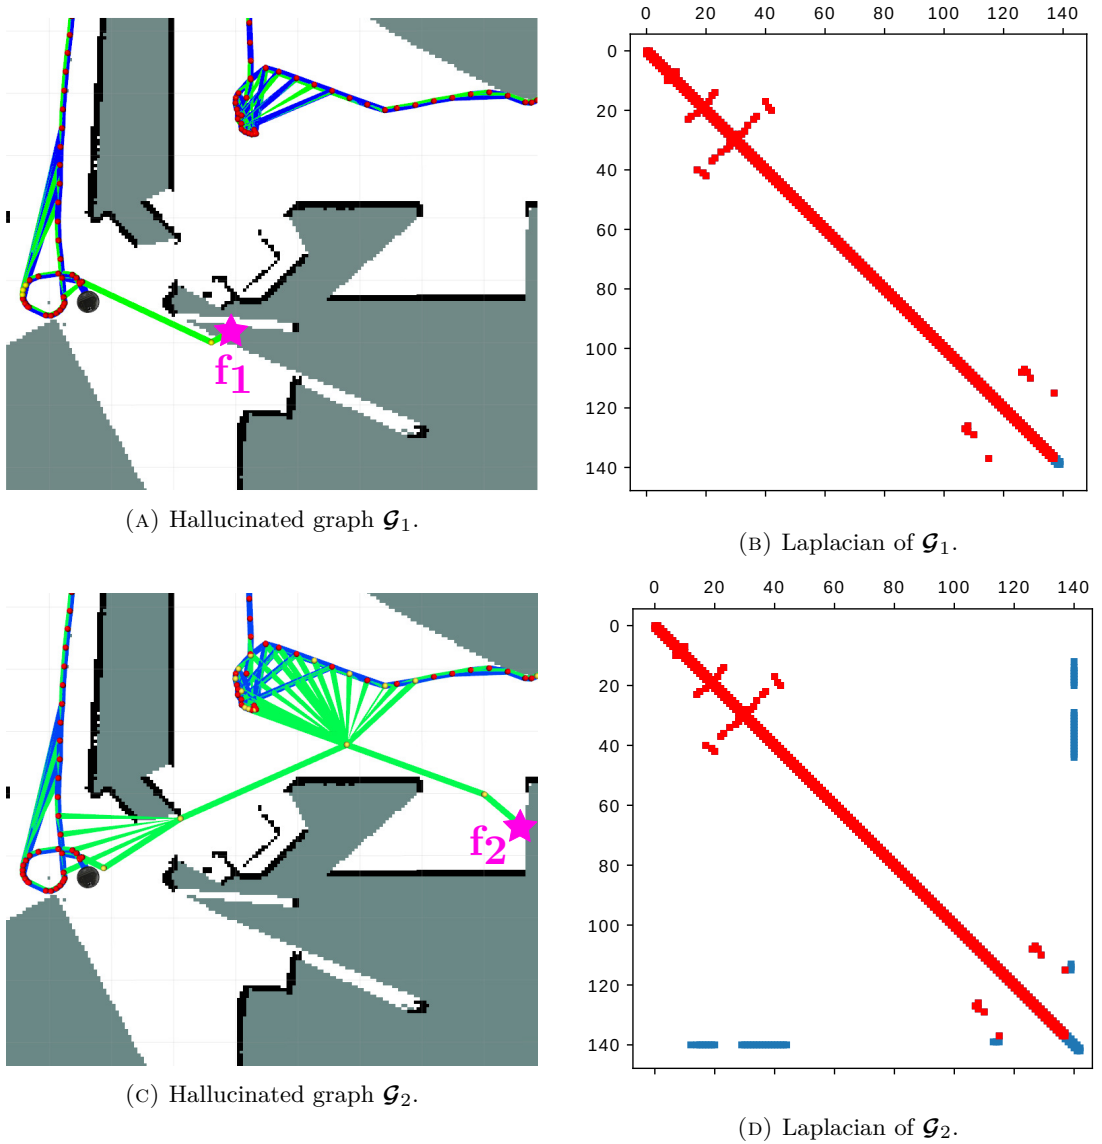 0 20 40 60 80 100 120 140
0
20
40
60
80
100
120
140
f1
(A) Hallucinated graph 𝓖1.
(B) Laplacian of 𝓖1.
0 20 40 60 80 100 120 140
0
20
40
60
80
100
120
140
f2
(C) Hallucinated graph 𝓖2.
(D) Laplacian of 𝓖2.